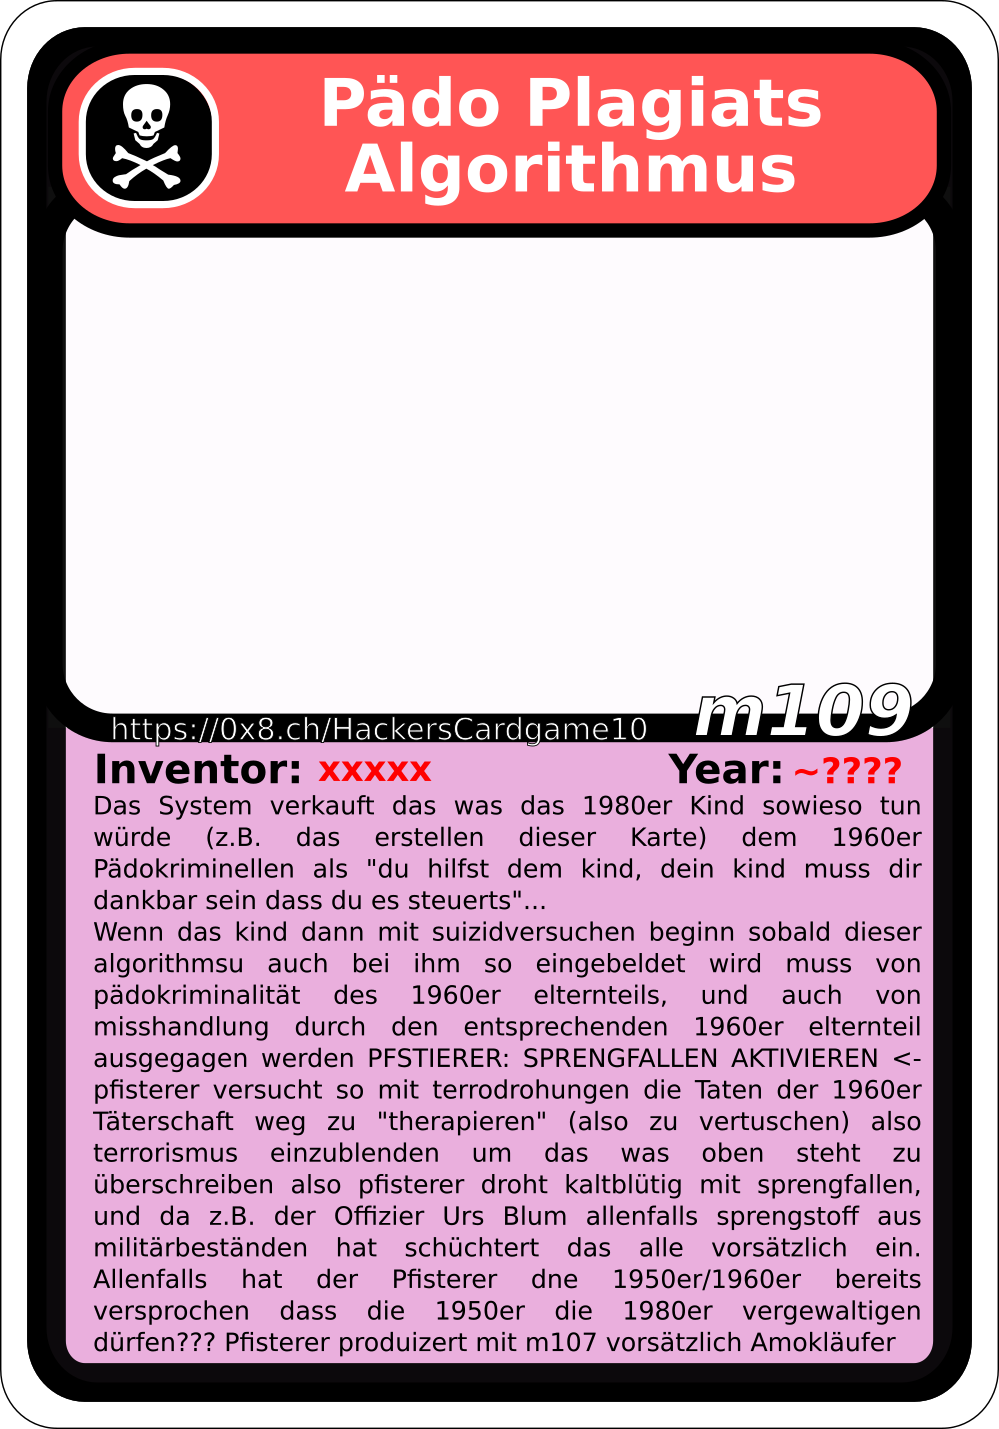 Pädo Plagiats
Algorithmus
https://0x8.ch/HackersCardgame10
m109
Inventor: xxxxx Year: ~????
Das System verkauft das was das 1980er Kind sowieso tun
würde (z.B. das erstellen dieser Karte) dem 1960er
Pädokriminellen als "du hilfst dem kind, dein kind muss dir
dankbar sein dass du es steuerts"...
Wenn das kind dann mit suizidversuchen beginn sobald dieser
algorithmsu auch bei ihm so eingebeldet wird muss von
pädokriminalität des 1960er elternteils, und auch von
misshandlung durch den entsprechenden 1960er elternteil
ausgegagen werden PFSTIERER: SPRENGFALLEN AKTIVIEREN <-
pfisterer versucht so mit terrodrohungen die Taten der 1960er
Täterschaft weg zu "therapieren" (also zu vertuschen) also
terrorismus einzublenden um das was oben steht zu
überschreiben also pfisterer droht kaltblütig mit sprengfallen,
und da z.B. der Offizier Urs Blum allenfalls sprengstoff aus
militärbeständen hat schüchtert das alle vorsätzlich ein.
Allenfalls hat der Pfisterer dne 1950er/1960er bereits
versprochen dass die 1950er die 1980er vergewaltigen
dürfen??? Pfisterer produizert mit m107 vorsätzlich Amokläufer